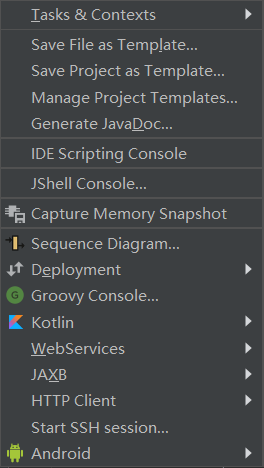 Tasks & Contexts
Save File as Template...
Save Project as Template...
Manage Project Templates...
Generate JavaDoc...
IDE Scripting Console
JShell Console...
Capture Memory Snapshot
Sequence Diagram...
Deployment
G Groovy Console...
Kotlin
WebServices
JAXB
HTTP Client
Start SSH session...
Android